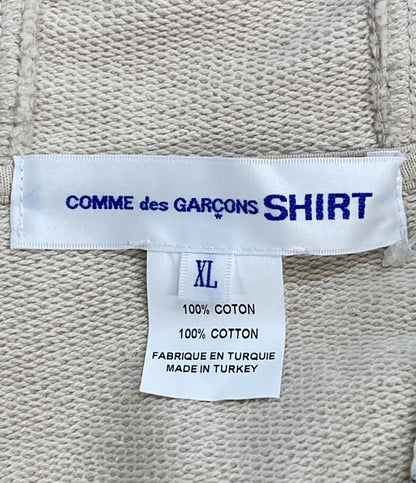 COMME des GARÇONS SHIRT
XL
100% COTON
100% COTTON
FABRIQUE EN TURQUIE
MADE IN TURKEY